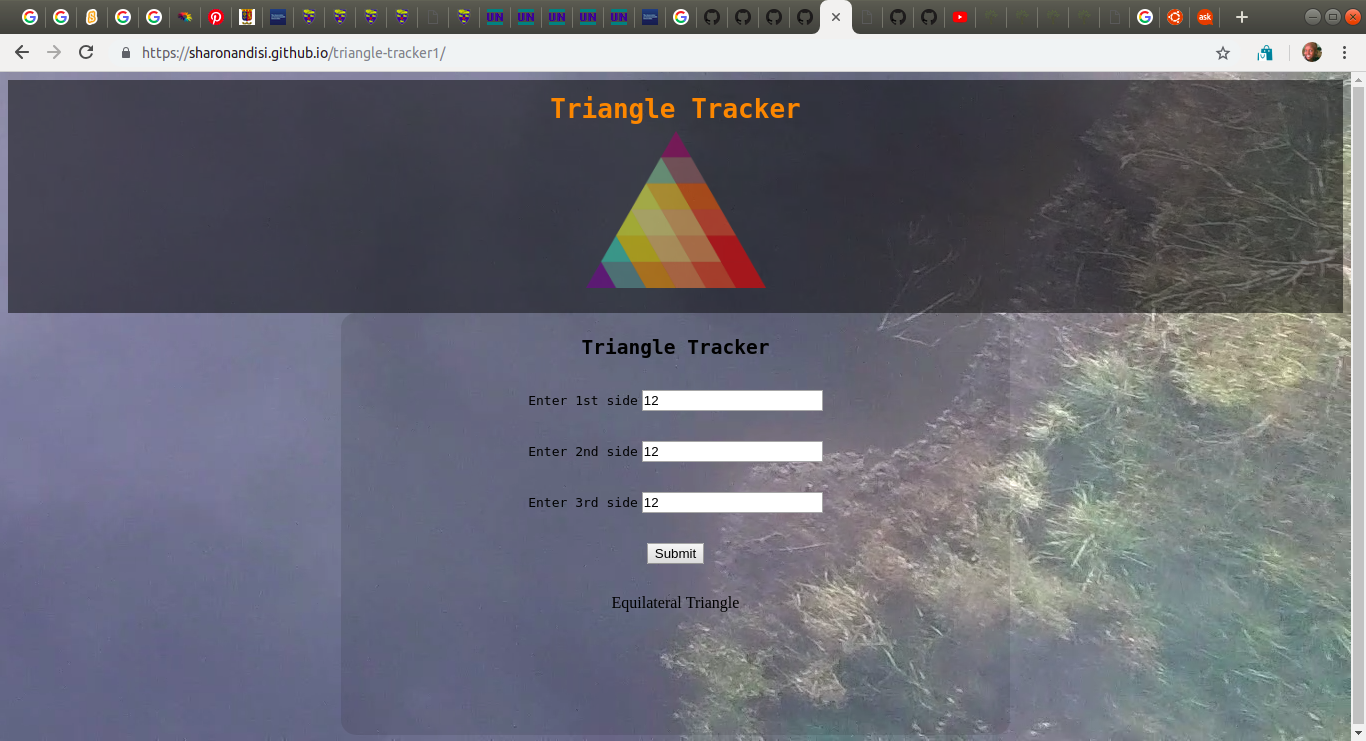 UN UN UN UN UN ask
https://sharonandisi.github.io/triangle-tracker1/
Triangle Tracker
Triangle Tracker
Enter 1st side 12
Enter 2nd side 12
Enter 3rd side 12
Submit
Equilateral Triangle